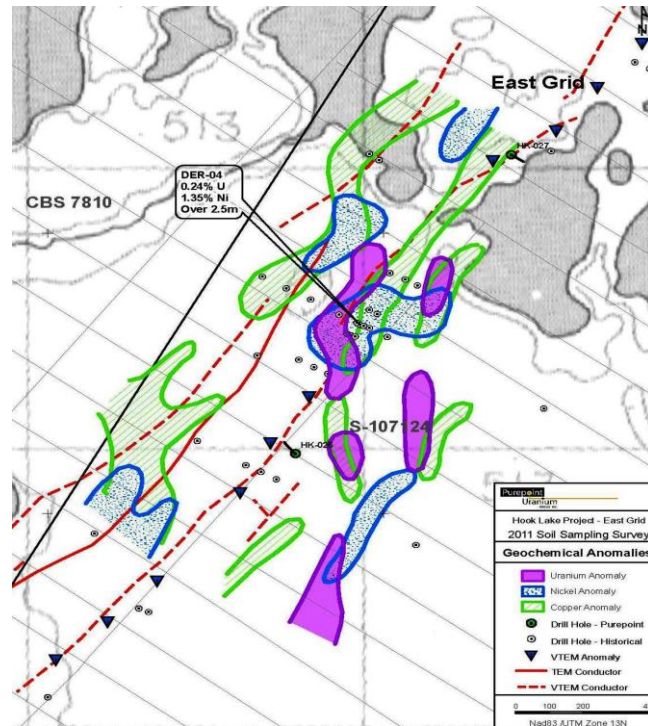 East Grid
513
HK-027
DER-04
0.24% U
1.35% Ni
Over 2.5m
CBS 7810
S-107124
Purepoint
Uranium
Hook Lake Project - East Grid
2011 Soil Sampling Survey
Geochemical Anomalies
Uranium Anomaly
Nickel Anomaly
Copper Anomaly
Drill Hole - Purepoint
Drill Hole - Historical
VTEM Anomaly
TEM Conductor
VTEM Conductor
0 100 200
Nad83 /UTM Zone 13N